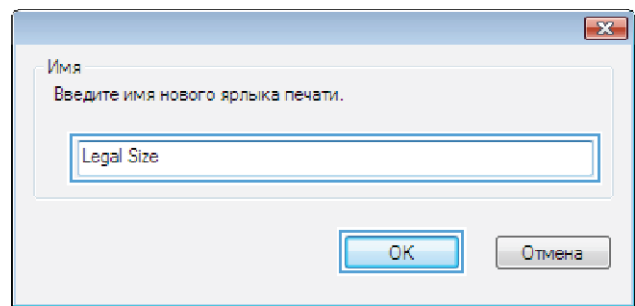 Имя
Введите имя нового ярлыка печати.
Legal Size
OK
Отмена